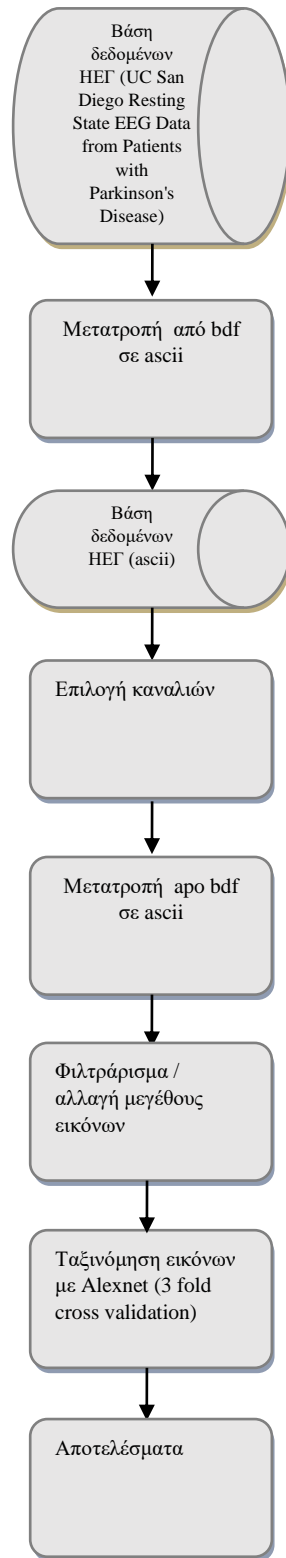 Βάση
δεδομένων
ΗΕΓ (UC San
Diego Resting
State EEG Data
from Patients
with
Parkinson's
Disease)
Μετατροπή από bdf
σε ascii
Βάση
δεδομένων
ΗΕΓ (ascii)
Επιλογή καναλιών
Μετατροπή apo bdf
σε ascii
Φιλτράρισμα /
αλλαγή μεγέθους
εικόνων
Ταξινόμηση εικόνων
με Alexnet (3 fold
cross validation)
Αποτελέσματα